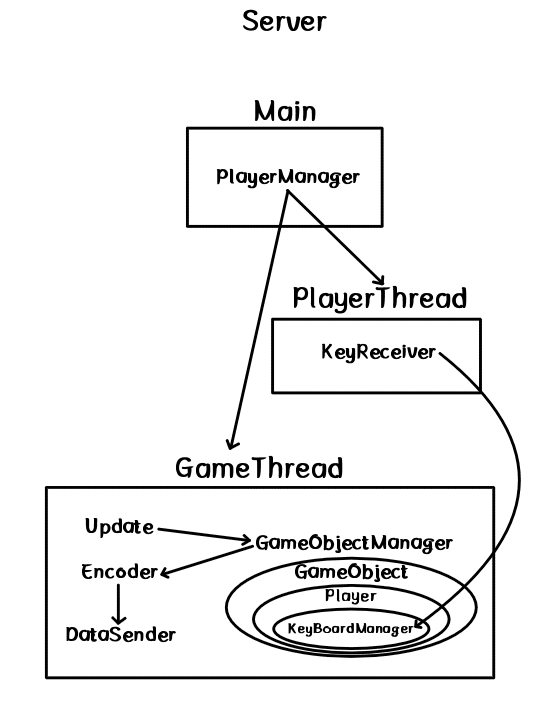 Server
Main
PlayerManager
PlayerThread
KeyReceiver
GameThread
Update
GameObjectManager
Encoder
GameObject
Player
DataSender
KeyBoardManager